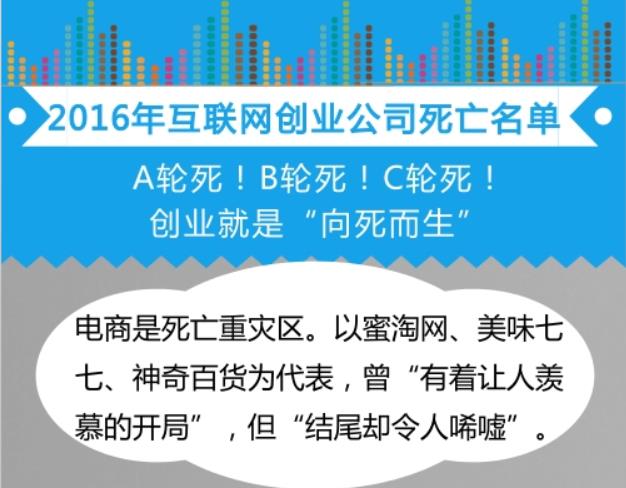 2016年互联网创业公司死亡名单
A轮死！B轮死！C轮死！
创业就是“向死而生”
电商是死亡重灾区。以蜜淘网、美味七
七、神奇百货为代表，曾“有着让人羡
慕的开局”，但“结尾却令人唏嘘”。